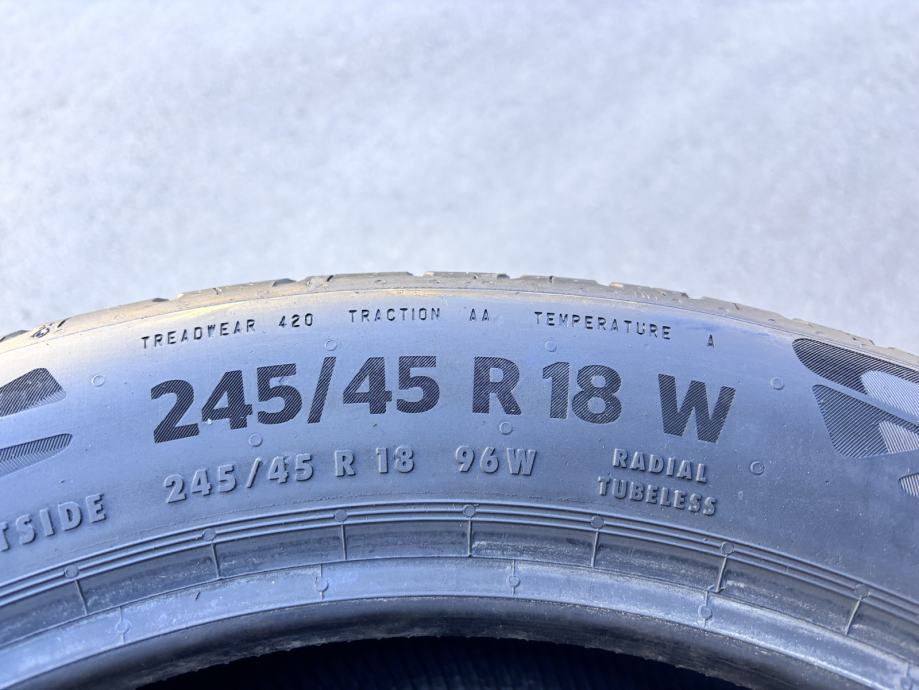 TREADWEAR 420 TRACTION AA TEMPERATURE A
245/45 R 18 W
TSIDE 245/45 R 18 96W RADIAL
TUBELESS